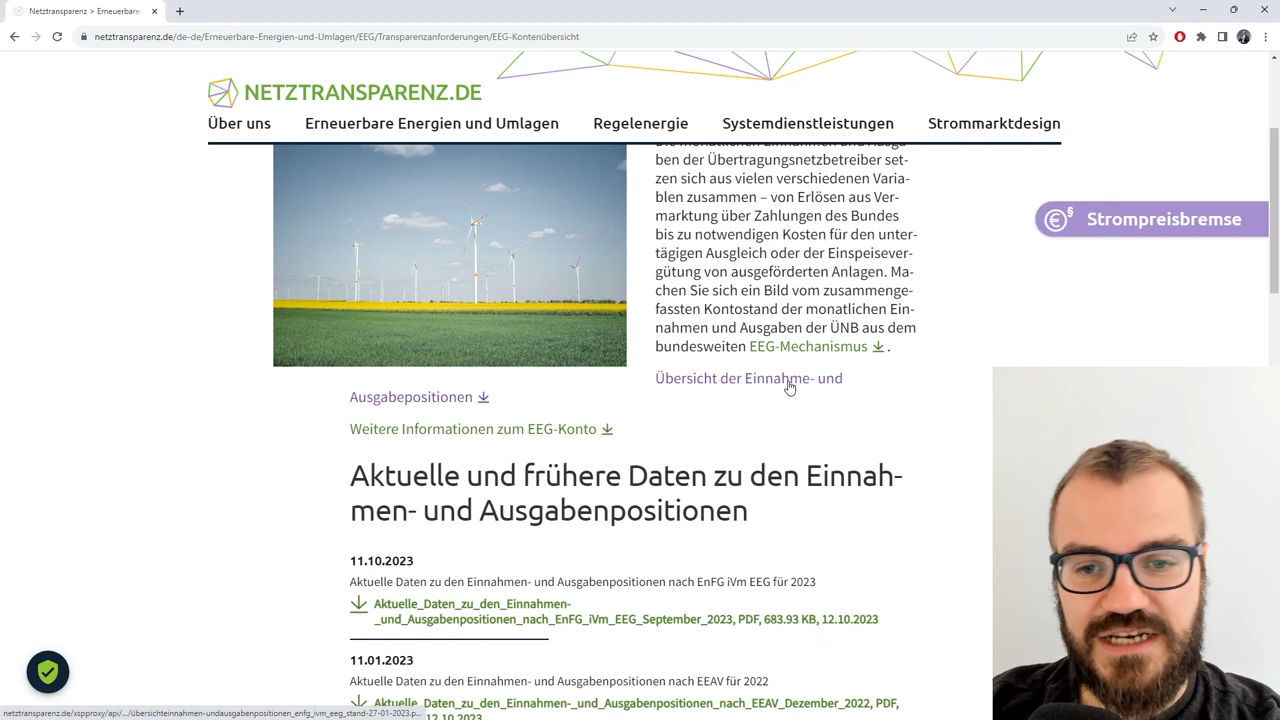 Netztransparenz > Erneuerbare
netztransparenz.de/de-de/Erneuerbare-Energien-und-Umlagen/EEG/Transparenzanforderungen/EEG-Kontenübersicht
NETZTRANSPARENZ.DE
Über uns Erneuerbare Energien und Umlagen Regelenergie Systemdienstleistungen Strommarktdesign
Die monatlichen Einnahmen und Ausga-
ben der Übertragungsnetzbetreiber set-
zen sich aus vielen verschiedenen Varia-
blen zusammen – von Erlösen aus Ver-
marktung über Zahlungen des Bundes
bis zu notwendigen Kosten für den unter-
tägigen Ausgleich oder der Einspeisever-
gütung von ausgeförderten Anlagen. Ma-
chen Sie sich ein Bild vom zusammenge-
fassten Kontostand der monatlichen Ein-
nahmen und Ausgaben der ÜNB aus dem
bundesweiten EEG-Mechanismus .
Strompreisbremse
Übersicht der Einnahme- und
Ausgabepositionen
Weitere Informationen zum EEG-Konto
Aktuelle und frühere Daten zu den Einnah-
men- und Ausgabenpositionen
11.10.2023
Aktuelle Daten zu den Einnahmen- und Ausgabenpositionen nach EnFG iVm EEG für 2023
Aktuelle_Daten_zu_den_Einnahmen-
_und_Ausgabenpositionen_nach_EnFG_iVm_EEG_September_2023, PDF, 683.93 KB, 12.10.2023
11.01.2023
Aktuelle Daten zu den Einnahmen- und Ausgabenpositionen nach EEAV für 2022
Aktuelle_Daten_zu_den_Einnahmen-_und_Ausgabenpositionen_nach_EEAV_Dezember_2022, PDF,
12.10.2023
netztransparenz.de/xspproxy/api/.../übersichteinnahmen-undausgabepositionen_enfg_ivm_eeg_stand-27-01-2023.p...